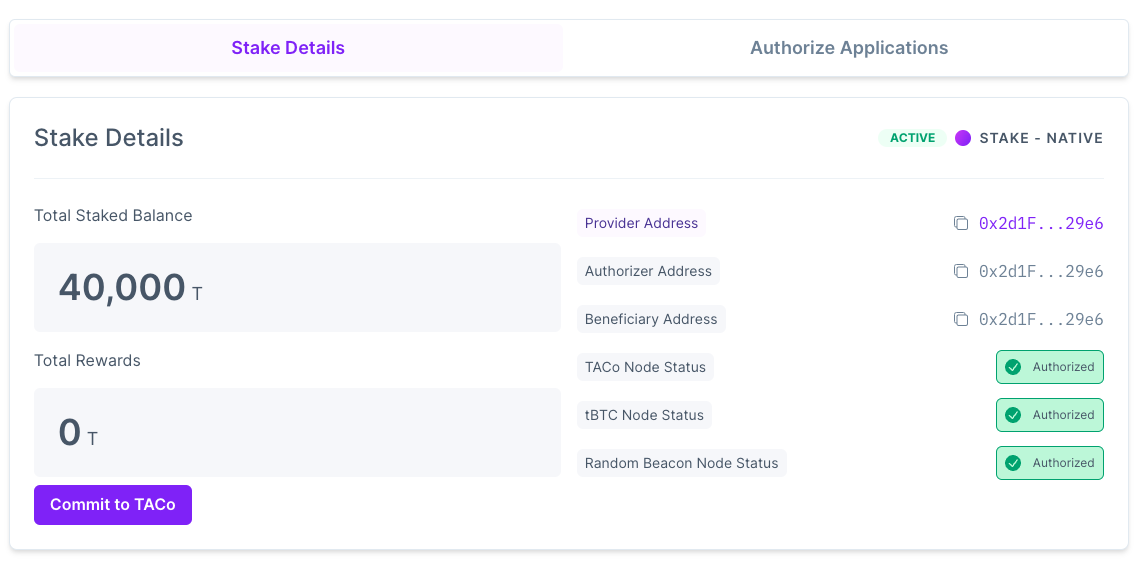 Stake Details
Authorize Applications
Stake Details
ACTIVE
STAKE - NATIVE
Total Staked Balance
40,000 T
Total Rewards
0 T
Commit to TACo
Provider Address
0x2d1F...29e6
Authorizer Address
0x2d1F...29e6
Beneficiary Address
0x2d1F...29e6
TACo Node Status
Authorized
tBTC Node Status
Authorized
Random Beacon Node Status
Authorized